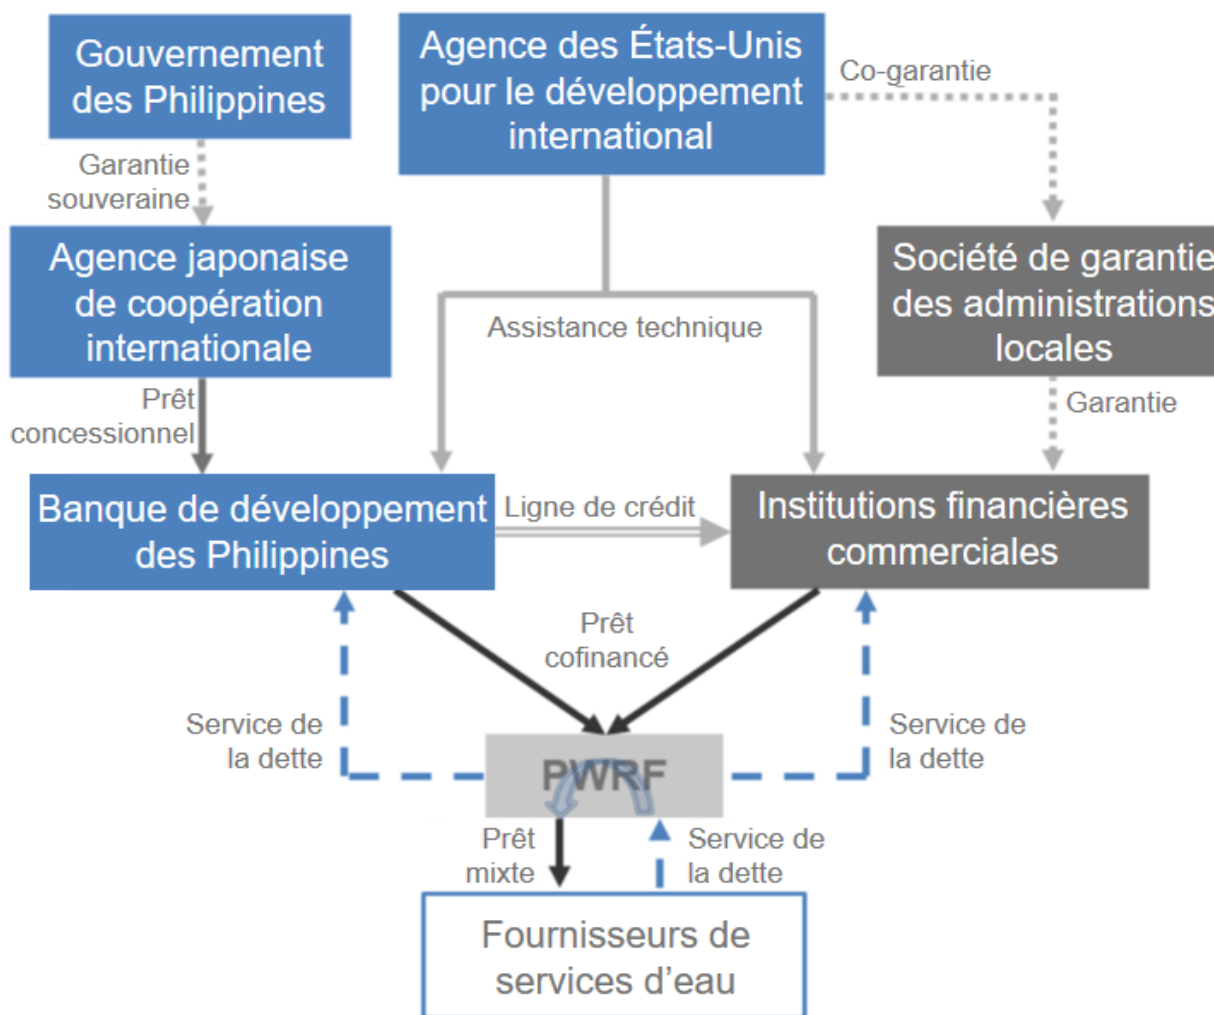 Gouvernement
des Philippines
Agence des États-Unis
pour le développement
international
Co-garantie
Garantie
souveraine
Agence japonaise
de coopération
internationale
Société de garantie
des administrations
locales
Assistance technique
Prêt
concessionnel
Garantie
Banque de développement
des Philippines
Ligne de crédit
Institutions financières
commerciales
Prêt
cofinancé
Service de
la dette
Service de
la dette
PWRF
Prêt
mixte
Service de
la dette
Fournisseurs de
services d’eau